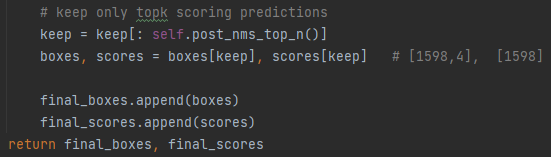 # keep only topk scoring predictions
keep = keep[: self.post_nms_top_n()]
boxes, scores = boxes[keep], scores[keep]   # [1598,4],  [1598]
final_boxes.append(boxes)
final_scores.append(scores)
return final_boxes, final_scores